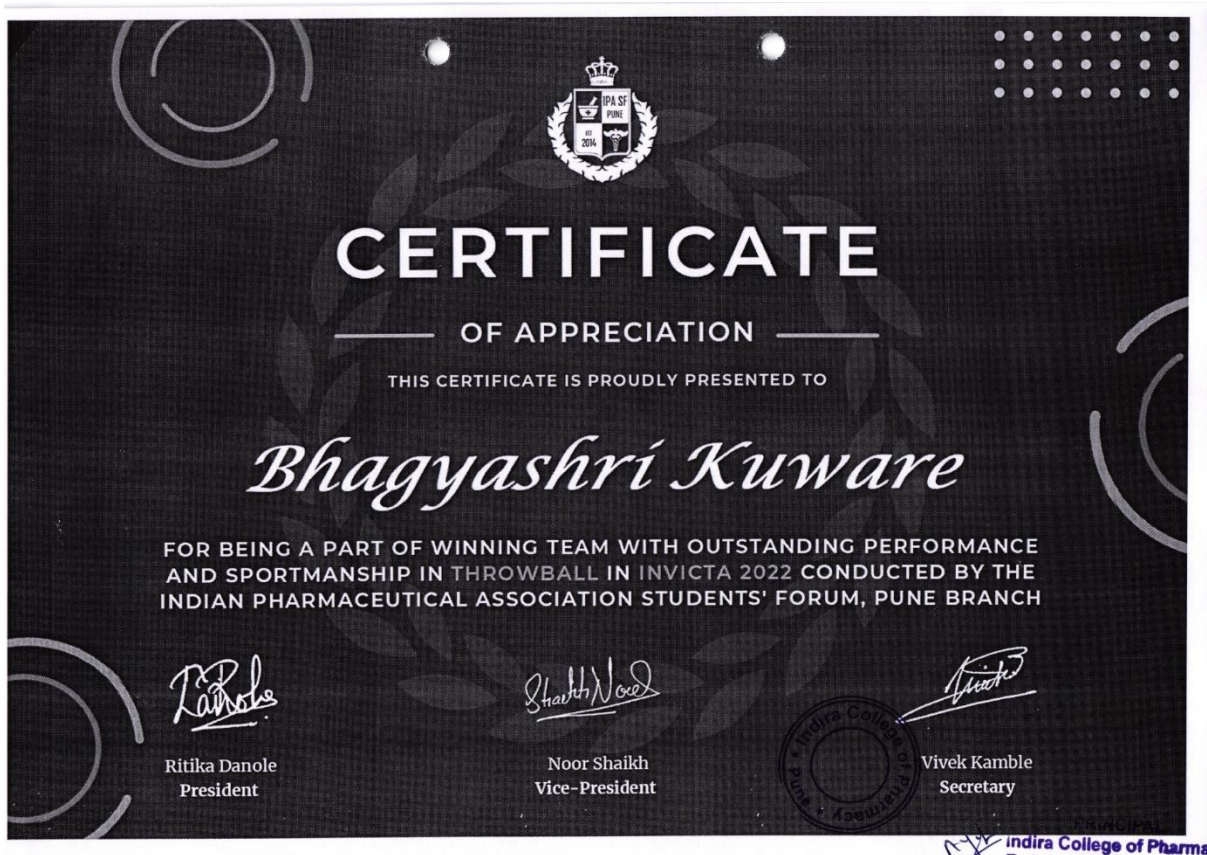 IPA SF
PUNE
EST
2014
CERTIFICATE
OF APPRECIATION
THIS CERTIFICATE IS PROUDLY PRESENTED TO
Bhagyashri Kuware
FOR BEING A PART OF WINNING TEAM WITH OUTSTANDING PERFORMANCE
AND SPORTMANSHIP IN THROWBALL IN INVICTA 2022 CONDUCTED BY THE
INDIAN PHARMACEUTICAL ASSOCIATION STUDENTS' FORUM, PUNE BRANCH
Ritika Danole
President
Noor Shaikh
Vice-President
Vivek Kamble
Secretary
Indira College of Pharmacy * Pune *
PRINCIPAL
Indira College of Pharma